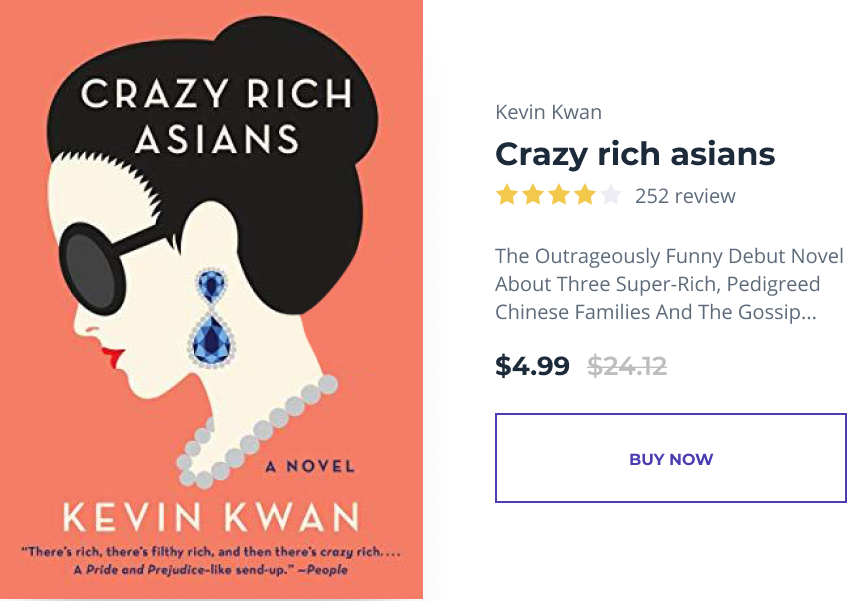 CRAZY RICH
ASIANS
A NOVEL
KEVIN KWAN
“There's rich, there's filthy rich, and then there's crazy rich....
A Pride and Prejudice–like send-up.” —People
Kevin Kwan
Crazy rich asians
252 review
The Outrageously Funny Debut Novel
About Three Super-Rich, Pedigreed
Chinese Families And The Gossip...
$4.99 $24.12
BUY NOW